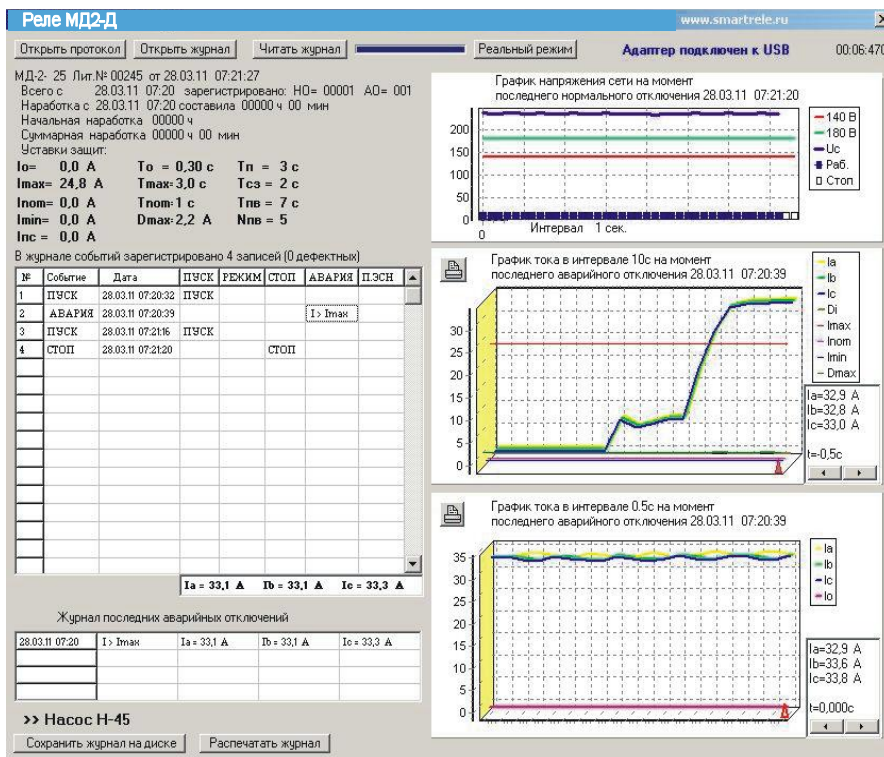 Реле МД2-Д
www.smartrele.ru
Открыть протокол
Открыть журнал
Читать журнал
Реальный режим
Адаптер подключен к USB
00:06:470
МД-2- 25 Лит.№ 00245 от 28.03.11 07:21:27
Всего с 28.03.11 07:20 зарегистрировано: НО= 00001 АО= 001
Наработка с 28.03.11 07:20 составила 00000 ч 00 мин
Начальная наработка 00000 ч
Суммарная наработка 00000 ч 00 мин
Уставки защит:
Io= 0,0 А То = 0,30 с Тп = 3 с
Imax= 24,8 А Tmax=3,0 с Тсз = 2 с
Inom= 0,0 А Tnom=1 с Тпв = 7 с
Imin= 0,0 А Dmax=2,2 А Nпв = 5
Inc = 0,0 А
В журнале событий зарегистрировано 4 записей (0 дефектных)
№ Событие Дата ПУСК РЕЖИМ СТОП АВАРИЯ П.ЭСН
1 ПУСК 28.03.11 07:20:32 ПУСК
2 АВАРИЯ 28.03.11 07:20:39 I> Imax
3 ПУСК 28.03.11 07:21:16 ПУСК
4 СТОП 28.03.11 07:21:20 СТОП
Ia = 33,1 А Ib = 33,1 А Ic = 33,3 А
Журнал последних аварийных отключений
28.03.11 07:20 I> Imax Ia = 33,1 А Ib = 33,1 А Ic = 33,3 А
>> Насос Н-45
Сохранить журнал на диске
Распечатать журнал
График напряжения сети на момент
последнего нормального отключения 28.03.11 07:21:20
200
150
100
50
0
0
Интервал 1 сек.
140 В
180 В
Uc
Раб.
Стоп
График тока в интервале 10с на момент
последнего аварийного отключения 28.03.11 07:20:39
30
25
20
15
10
5
0
Ia
Ib
Ic
Di
Imax
Inom
Imin
Dmax
Ia=32,9 А
Ib=32,8 А
Ic=33,0 А
t=-0,5с
График тока в интервале 0.5с на момент
последнего аварийного отключения 28.03.11 07:20:39
35
30
25
20
15
10
5
0
Ia
Ib
Ic
Io
Ia=32,9 А
Ib=33,6 А
Ic=33,8 А
t=0,000с